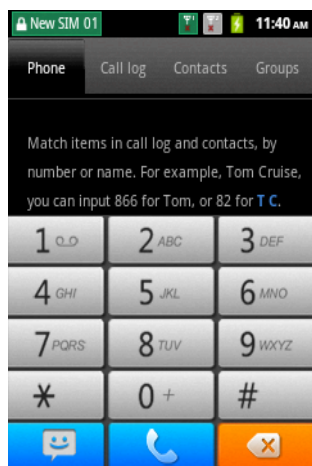 New SIM 01 11:40 AM
Phone Call log Contacts Groups
Match items in call log and contacts, by
number or name. For example, Tom Cruise,
you can input 866 for Tom, or 82 for T C.
1 2 ABC 3 DEF
4 GHI 5 JKL 6 MNO
7 PQRS 8 TUV 9 WXYZ
* 0 + #